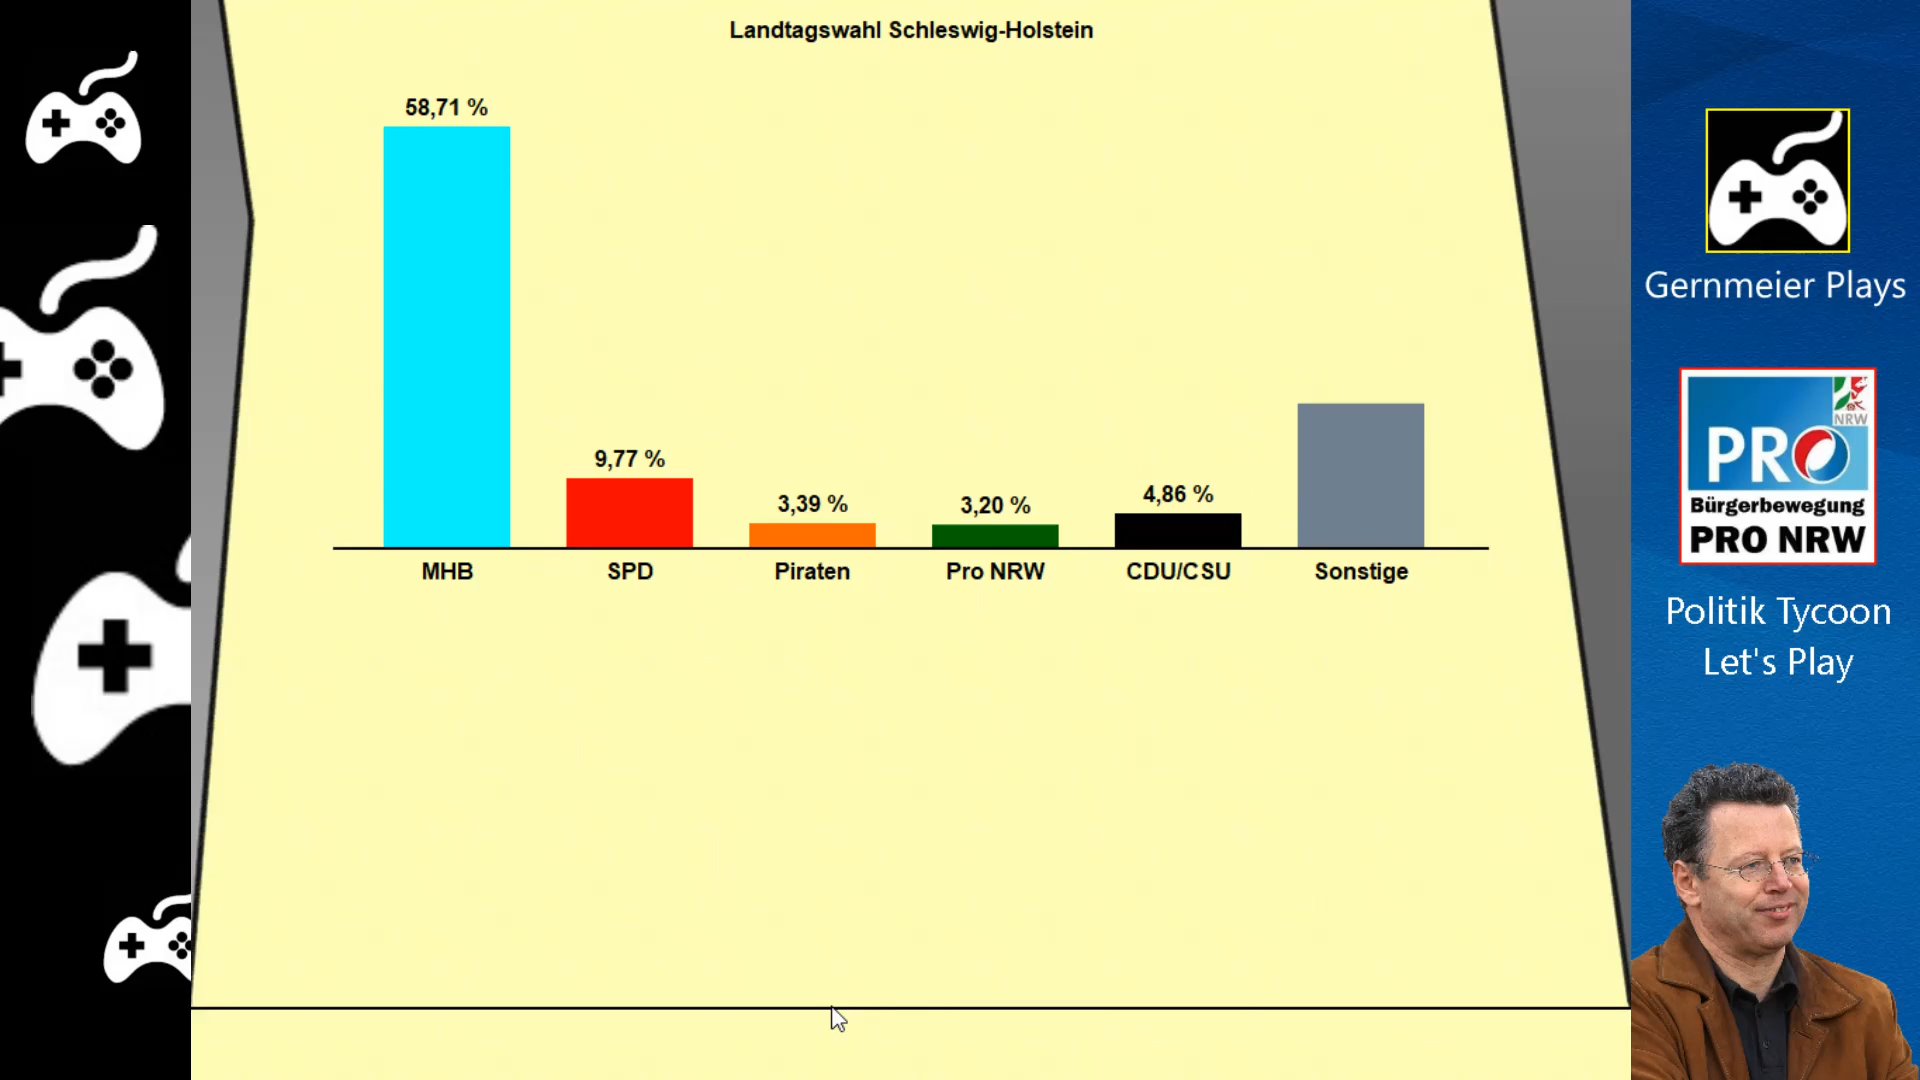 Landtagswahl Schleswig-Holstein
58,71 %
9,77 %
3,39 %
3,20 %
4,86 %
MHB
SPD
Piraten
Pro NRW
CDU/CSU
Sonstige
Gernmeier Plays
NRW
PRO
Bürgerbewegung
PRO NRW
Politik Tycoon
Let's Play